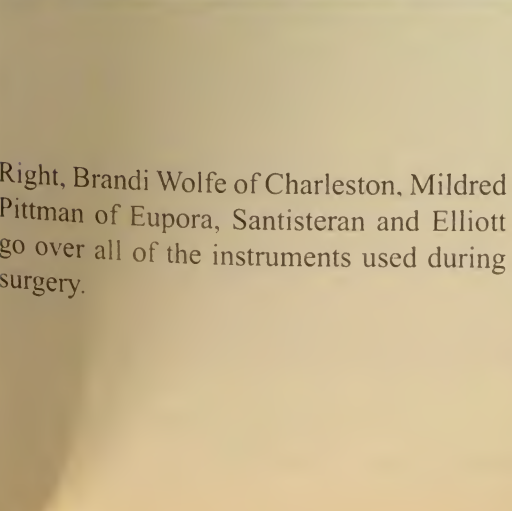 Right, Brandi Wolfe of Charleston, Mildred
Pittman of Eupora, Santisteran and Elliott
go over all of the instruments used during
surgery.